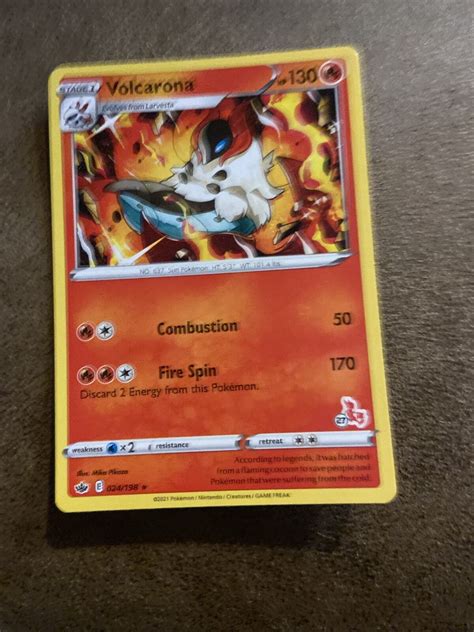 STAGE 1
Volcarona
HP 130
Evolves from Larvesta
NO. 637 Sun Pokémon HT: 5'3" WT: 101.4 lbs
Combustion 50
Fire Spin 170
Discard 2 Energy from this Pokémon.
weakness ×2 resistance retreat
27
According to legends, it was hatched
from a flaming cocoon to save people and
Pokémon that were suffering from the cold.
Illus.
E 024/198 ★
©2021 Pokémon / Nintendo / Creatures / GAME FREAK